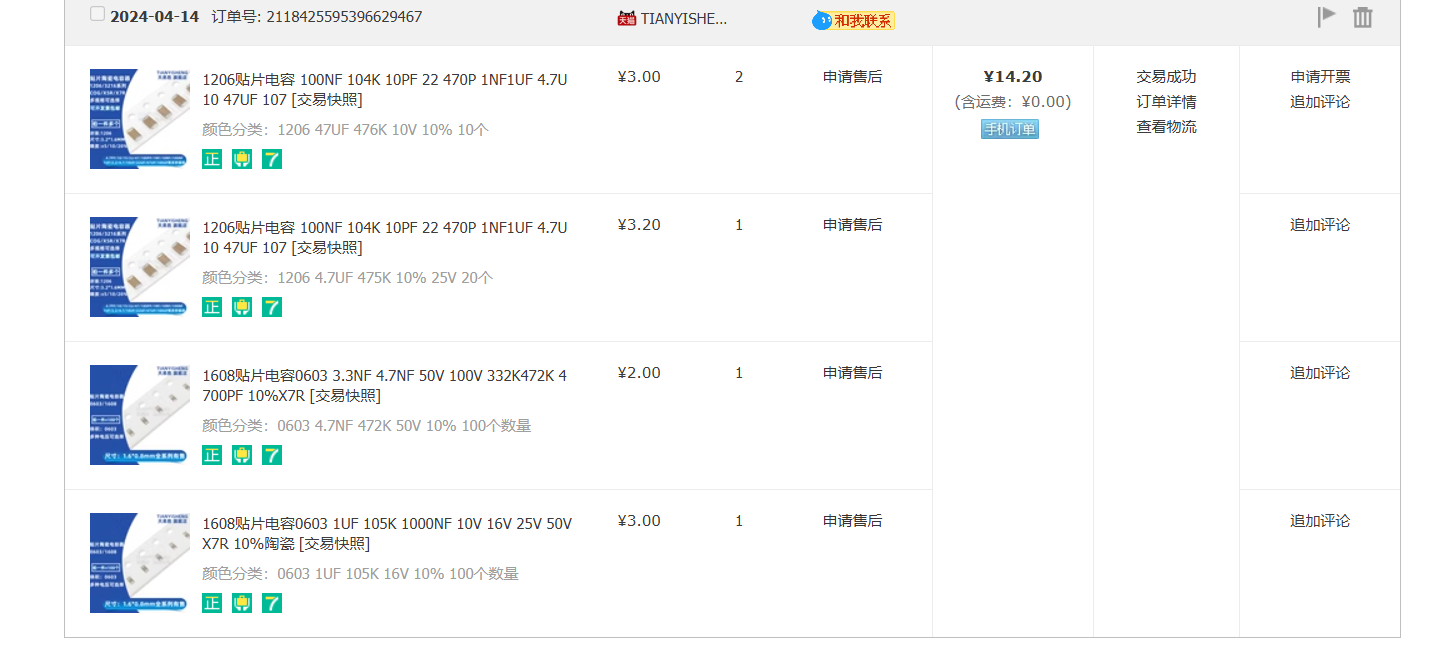 2024-04-14 订单号: 2118425595396629467 天猫 TIANYISHE... 和我联系
1206贴片电容 100NF 104K 10PF 22 470P 1NF1UF 4.7U ¥3.00 2 申请售后 ¥14.20 交易成功 申请开票
10 47UF 107 [交易快照] (含运费：¥0.00) 订单详情 追加评论
颜色分类：1206 47UF 476K 10V 10% 10个 手机订单 查看物流
正 7
1206贴片电容 100NF 104K 10PF 22 470P 1NF1UF 4.7U ¥3.20 1 申请售后 追加评论
10 47UF 107 [交易快照]
颜色分类：1206 4.7UF 475K 10% 25V 20个
正 7
1608贴片电容0603 3.3NF 4.7NF 50V 100V 332K472K 4 ¥2.00 1 申请售后 追加评论
700PF 10%X7R [交易快照]
颜色分类：0603 4.7NF 472K 50V 10% 100个数量
正 7
1608贴片电容0603 1UF 105K 1000NF 10V 16V 25V 50V ¥3.00 1 申请售后 追加评论
X7R 10%陶瓷 [交易快照]
颜色分类：0603 1UF 105K 16V 10% 100个数量
正 7